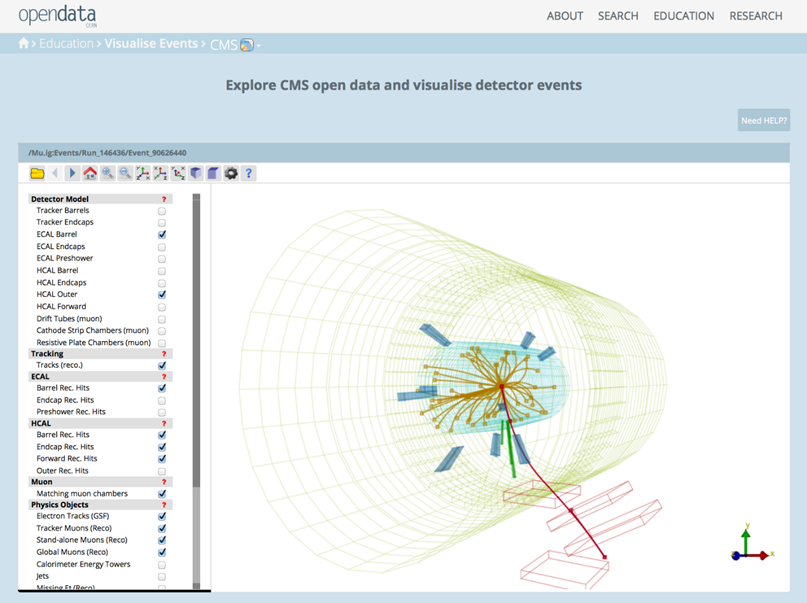 opendata
CERN
ABOUT SEARCH EDUCATION RESEARCH
> Education > Visualise Events > CMS
Explore CMS open data and visualise detector events
Need HELP?
/Mu.ig:Events/Run_146436/Event_90626440
?
Detector Model ?
Tracker Barrels
Tracker Endcaps
ECAL Barrel
ECAL Endcaps
ECAL Preshower
HCAL Barrel
HCAL Endcaps
HCAL Outer
HCAL Forward
Drift Tubes (muon)
Cathode Strip Chambers (muon)
Resistive Plate Chambers (muon)
Tracking ?
Tracks (reco.)
ECAL ?
Barrel Rec. Hits
Endcap Rec. Hits
Preshower Rec. Hits
HCAL ?
Barrel Rec. Hits
Endcap Rec. Hits
Forward Rec. Hits
Outer Rec. Hits
Muon ?
Matching muon chambers
Physics Objects ?
Electron Tracks (GSF)
Tracker Muons (Reco)
Stand-alone Muons (Reco)
Global Muons (Reco)
Calorimeter Energy Towers
Jets
Missing Et (Reco)
y
x